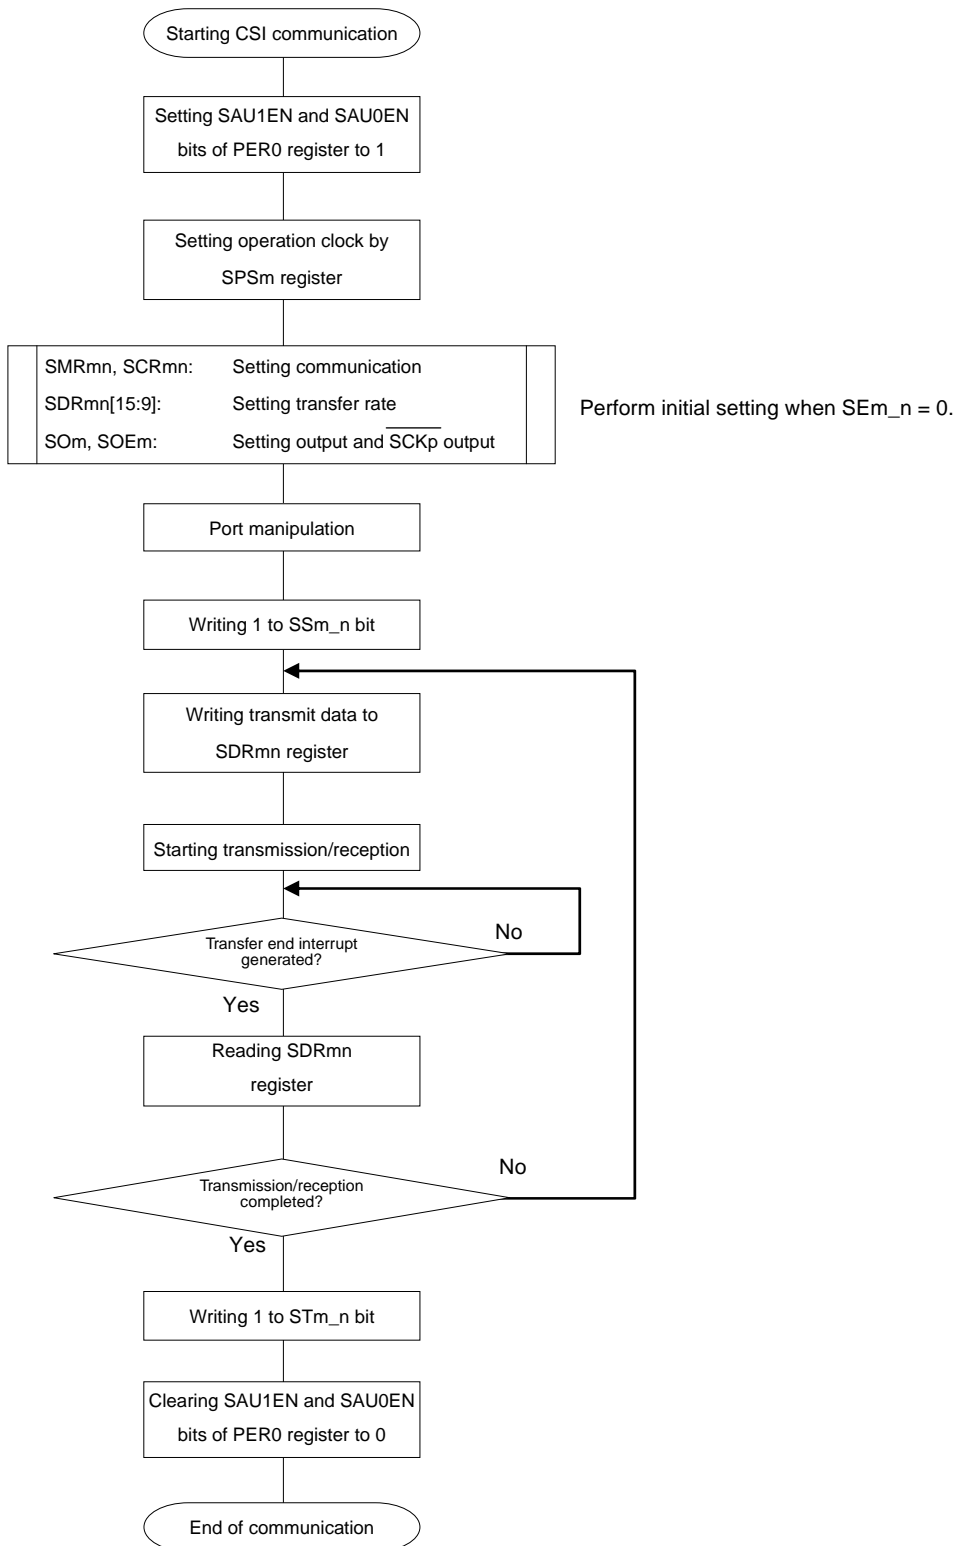 Starting CSI communication
Setting SAU1EN and SAU0EN
bits of PER0 register to 1
Setting operation clock by
SPSm register
SMRmn, SCRmn: Setting communication
SDRmn[15:9]: Setting transfer rate
SOm, SOEm: Setting output and S̅C̅K̅p̅ output
Perform initial setting when SEm_n = 0.
Port manipulation
Writing 1 to SSm_n bit
Writing transmit data to
SDRmn register
Starting transmission/reception
Transfer end interrupt
generated?
No
Yes
Reading SDRmn
register
Transmission/reception
completed?
No
Yes
Writing 1 to STm_n bit
Clearing SAU1EN and SAU0EN
bits of PER0 register to 0
End of communication